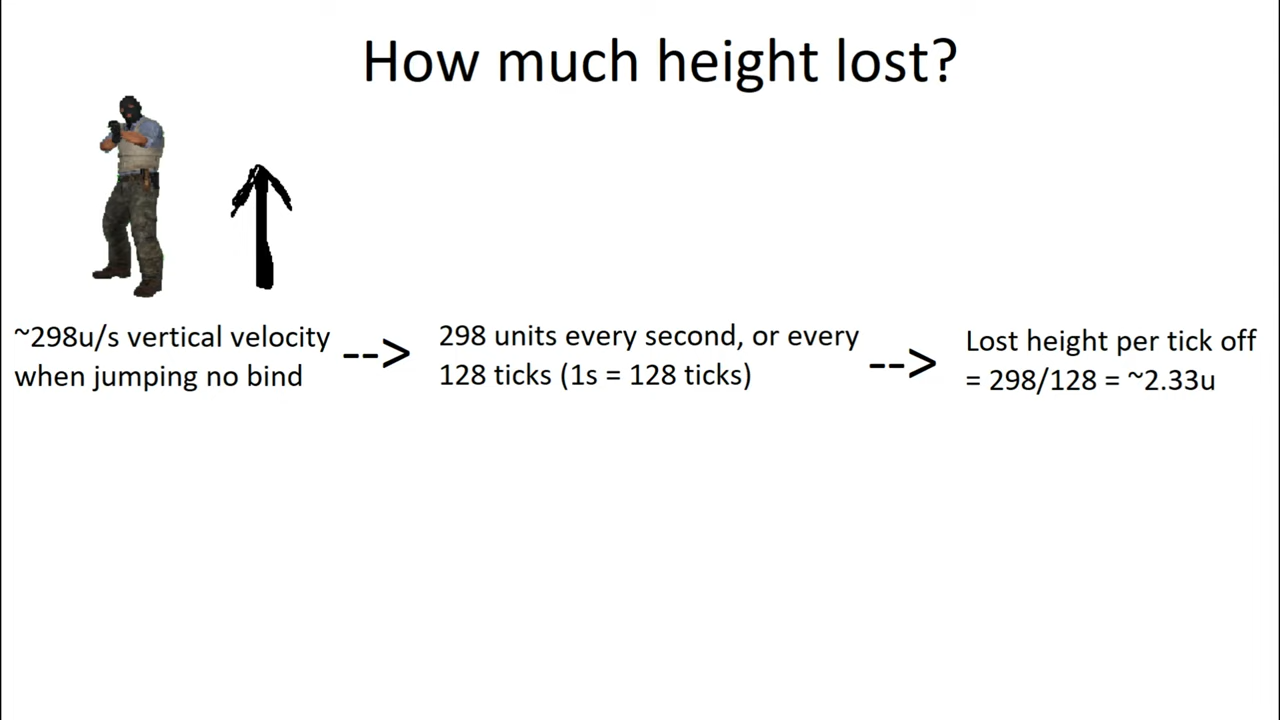 How much height lost?
~298u/s vertical velocity
when jumping no bind
-->
298 units every second, or every
128 ticks (1s = 128 ticks)
-->
Lost height per tick off
= 298/128 = ~2.33u